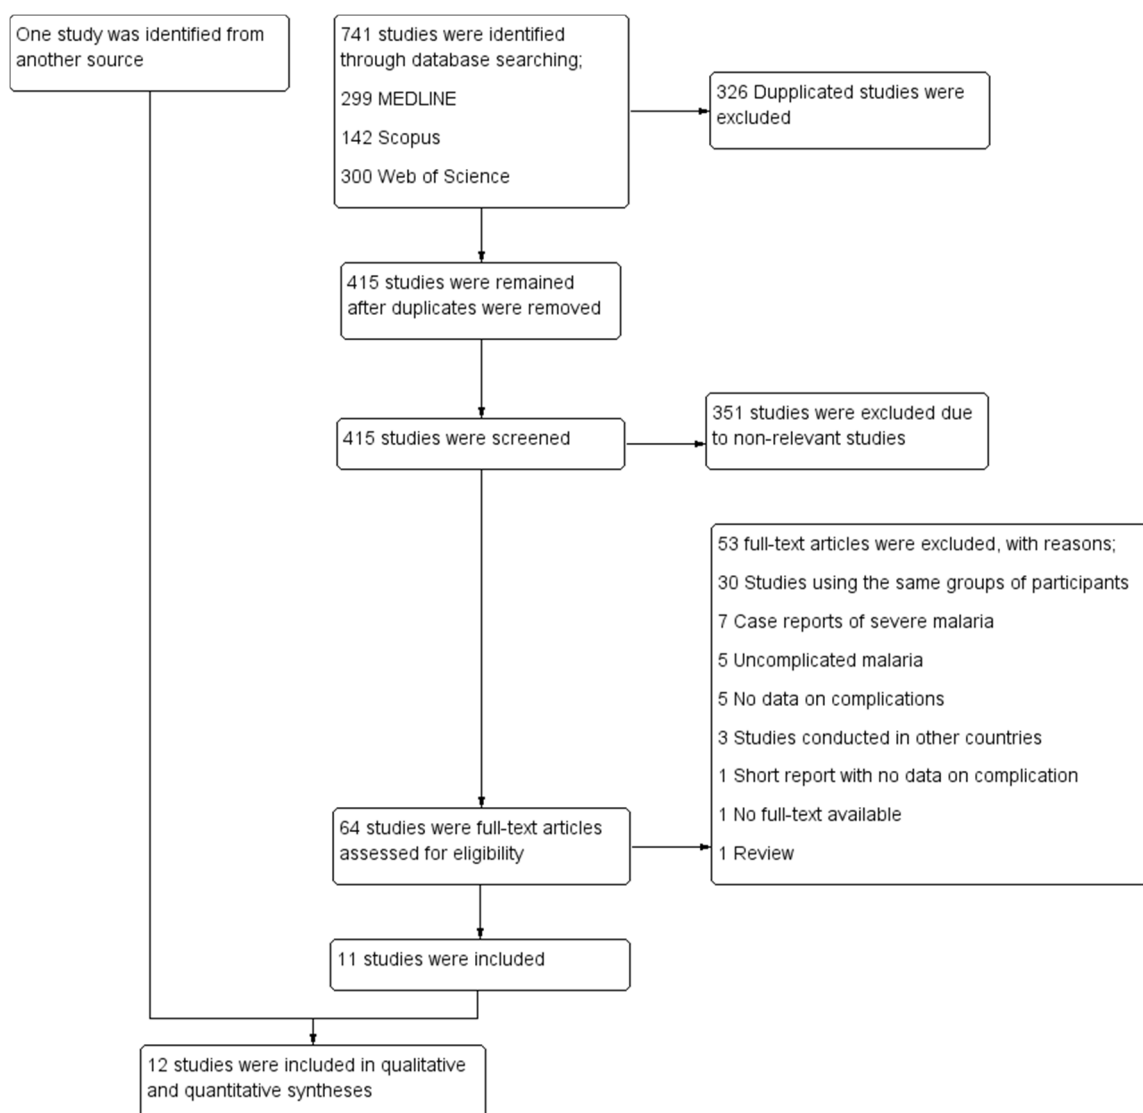 One study was identified from
another source
741 studies were identified
through database searching;
299 MEDLINE
142 Scopus
300 Web of Science
326 Dupplicated studies were
excluded
415 studies were remained
after duplicates were removed
415 studies were screened
351 studies were excluded due
to non-relevant studies
53 full-text articles were excluded, with reasons;
30 Studies using the same groups of participants
7 Case reports of severe malaria
5 Uncomplicated malaria
5 No data on complications
3 Studies conducted in other countries
1 Short report with no data on complication
1 No full-text available
1 Review
64 studies were full-text articles
assessed for eligibility
11 studies were included
12 studies were included in qualitative
and quantitative syntheses